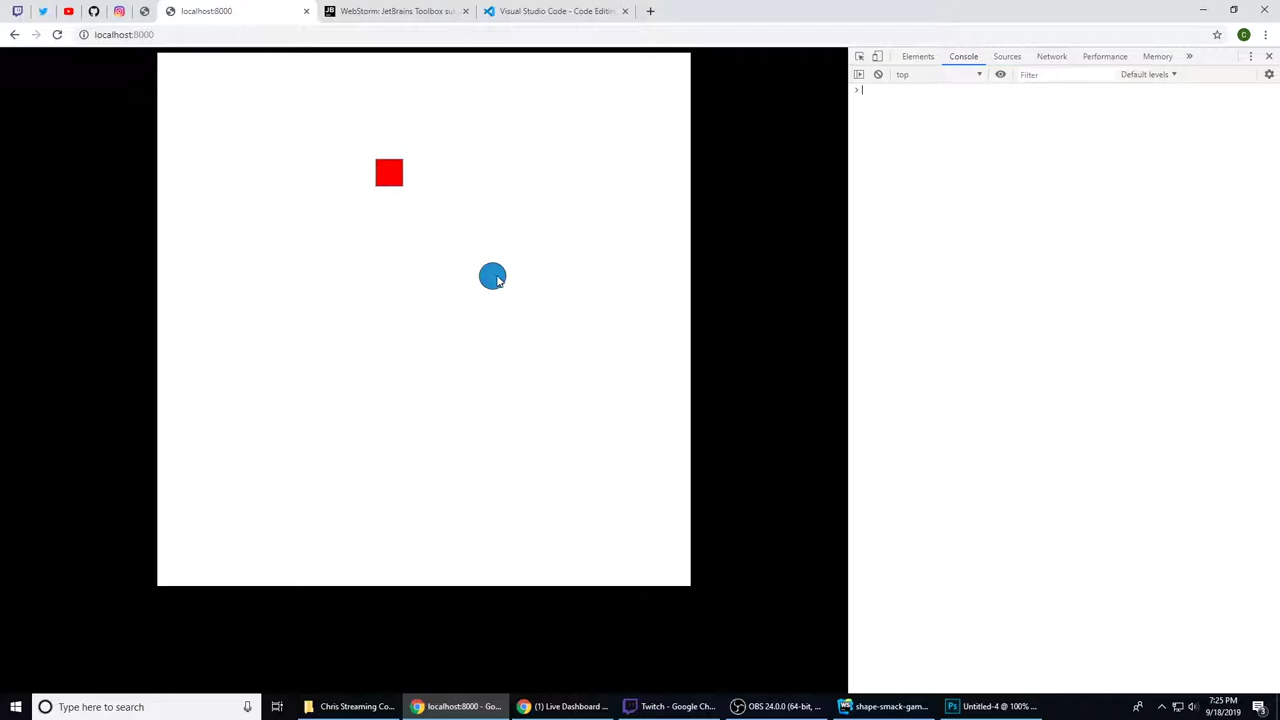 localhost:8000
WebStorm: JetBrains Toolbox sul
Visual Studio Code - Code Editing
localhost:8000
C
Elements Console Sources Network Performance Memory »
top Filter Default levels
Type here to search
Chris Streaming Co...
localhost:8000 - Go...
(1) Live Dashboard ...
Twitch - Google Ch...
OBS 24.0.0 (64-bit, ...
shape-smack-gam...
Untitled-4 @ 100% ...
7:25 PM
9/18/2019